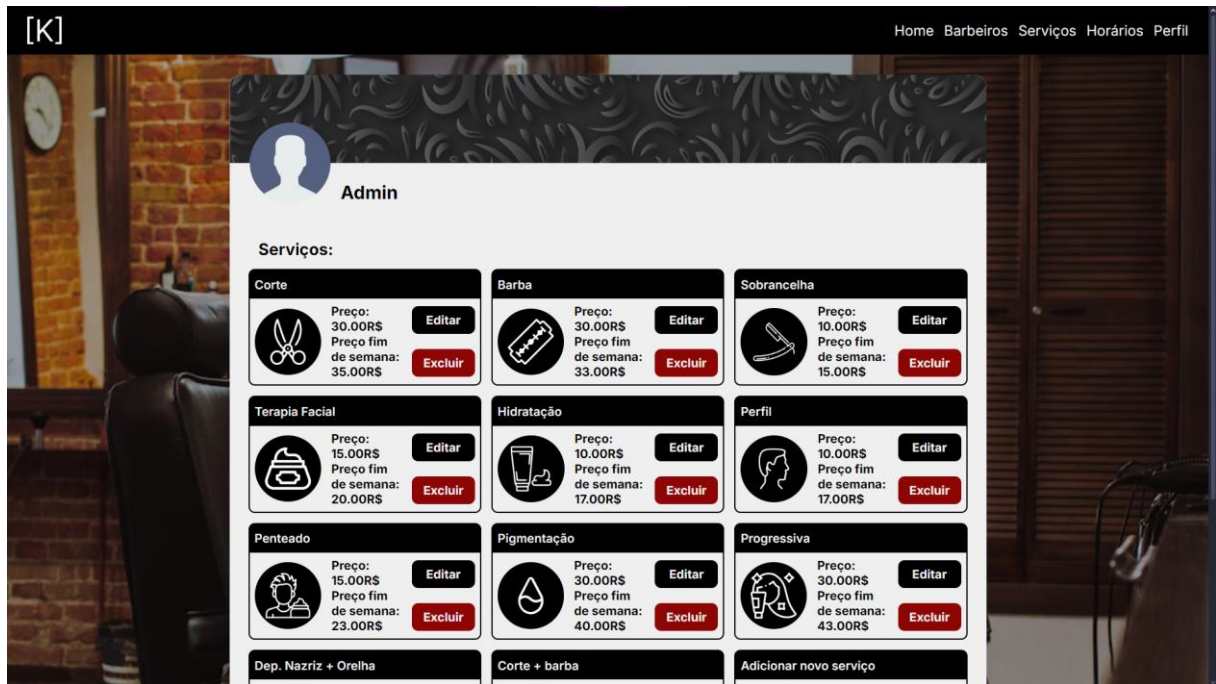 [K]
Home Barbeiros Serviços Horários Perfil
Admin
Serviços:
Corte
Preço:
30.00R$
Preço fim
de semana:
35.00R$
Editar
Excluir
Barba
Preço:
30.00R$
Preço fim
de semana:
33.00R$
Editar
Excluir
Sobrancelha
Preço:
10.00R$
Preço fim
de semana:
15.00R$
Editar
Excluir
Terapia Facial
Preço:
15.00R$
Preço fim
de semana:
20.00R$
Editar
Excluir
Hidratação
Preço:
10.00R$
Preço fim
de semana:
17.00R$
Editar
Excluir
Perfil
Preço:
10.00R$
Preço fim
de semana:
17.00R$
Editar
Excluir
Penteado
Preço:
15.00R$
Preço fim
de semana:
23.00R$
Editar
Excluir
Pigmentação
Preço:
30.00R$
Preço fim
de semana:
40.00R$
Editar
Excluir
Progressiva
Preço:
30.00R$
Preço fim
de semana:
43.00R$
Editar
Excluir
Dep. Nazriz + Orelha
Corte + barba
Adicionar novo serviço